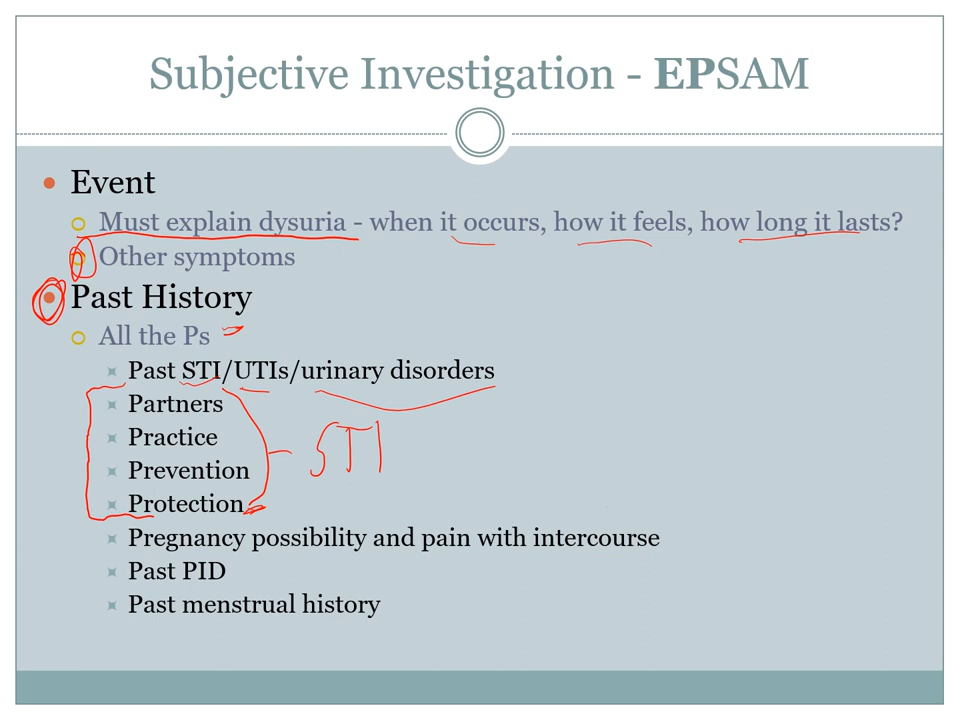 Subjective Investigation - EPSAM
Event
Must explain dysuria - when it occurs, how it feels, how long it lasts?
Other symptoms
Past History
All the Ps
Past STI/UTIs/urinary disorders
Partners
Practice
STI
Prevention
Protection
Pregnancy possibility and pain with intercourse
Past PID
Past menstrual history